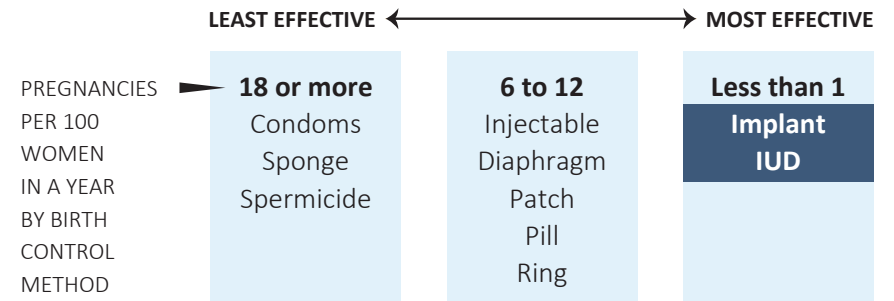 LEAST EFFECTIVE
MOST EFFECTIVE
PREGNANCIES
PER 100
WOMEN
IN A YEAR
BY BIRTH
CONTROL
METHOD
18 or more
Condoms
Sponge
Spermicide
6 to 12
Injectable
Diaphragm
Patch
Pill
Ring
Less than 1
Implant
IUD